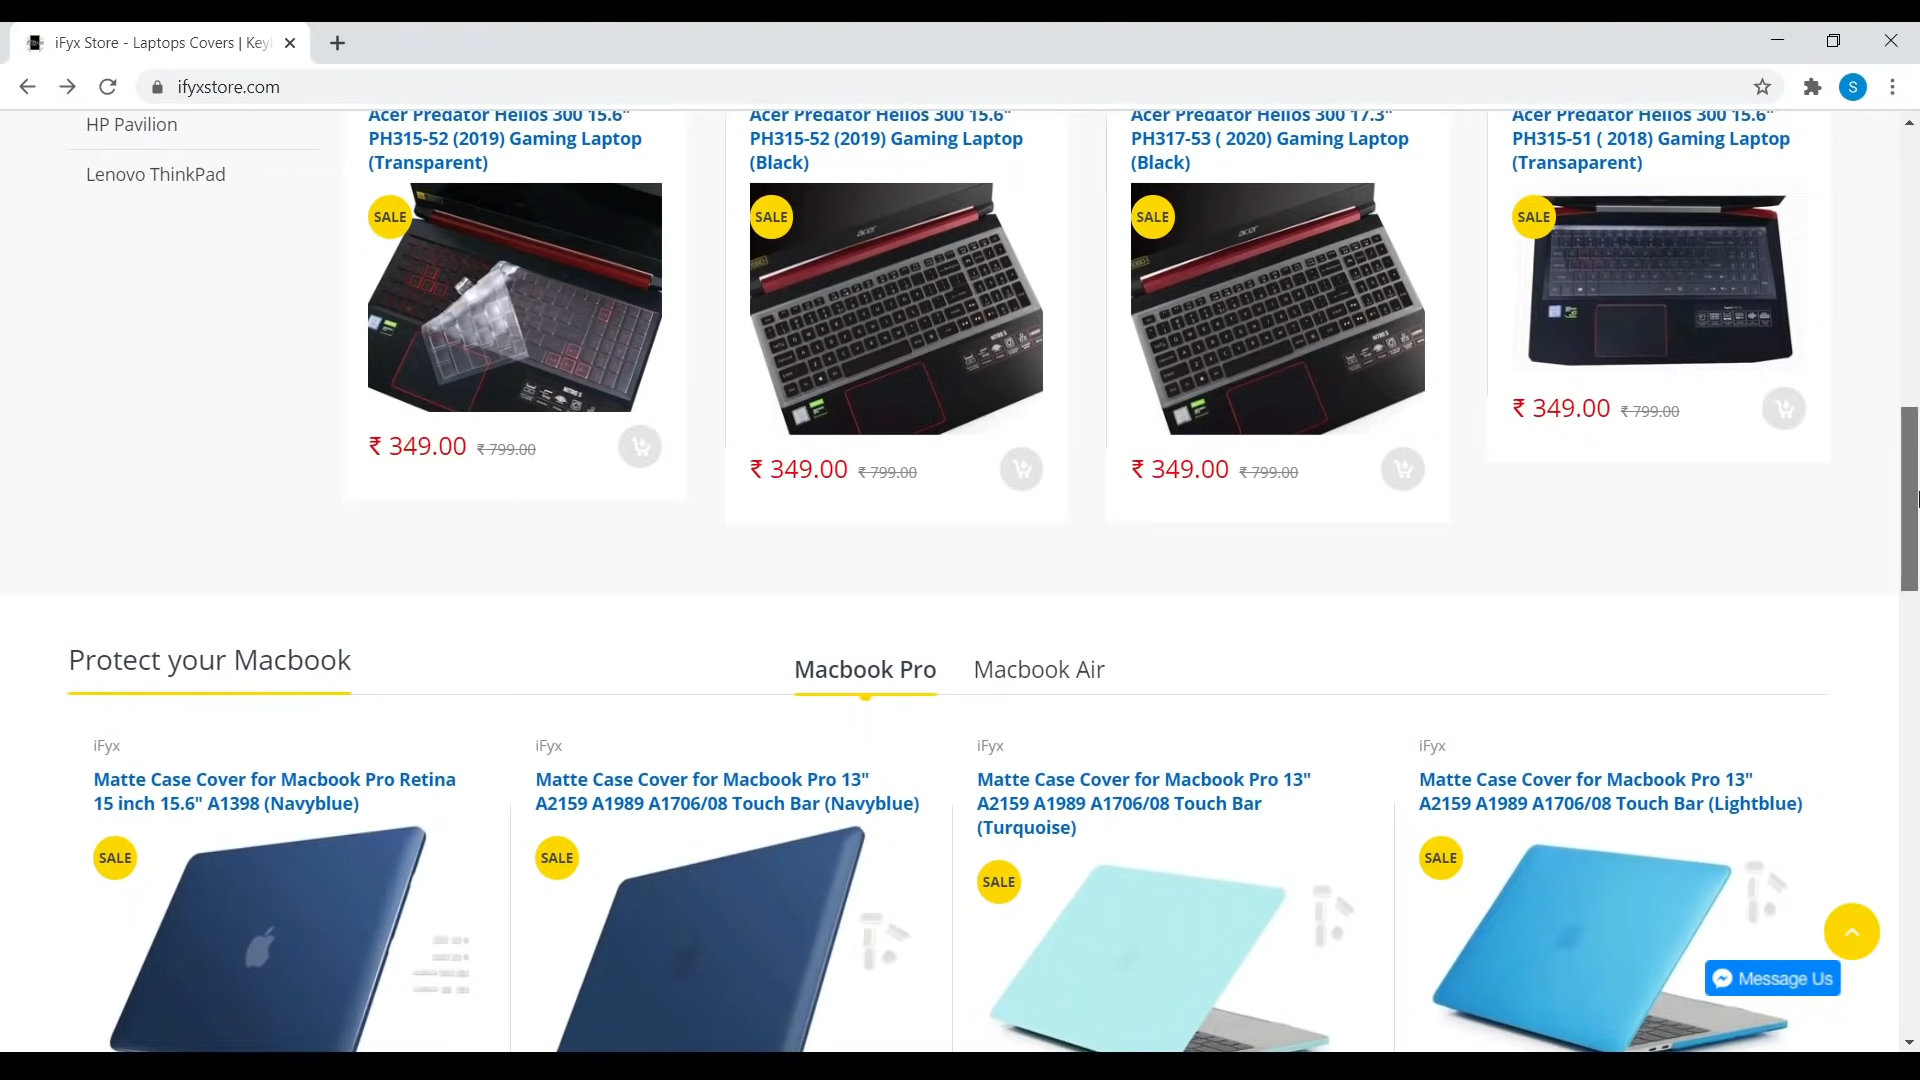 iFyx Store - Laptops Covers | Key
ifyxstore.com
S
HP Pavilion
Lenovo ThinkPad
Acer Predator Helios 300 15.6"
PH315-52 (2019) Gaming Laptop
(Transparent)
SALE
₹ 349.00 ₹ 799.00
Acer Predator Helios 300 15.6"
PH315-52 (2019) Gaming Laptop
(Black)
SALE
acer
NITRO 5
₹ 349.00 ₹ 799.00
Acer Predator Helios 300 17.3"
PH317-53 ( 2020) Gaming Laptop
(Black)
SALE
acer
NITRO 5
₹ 349.00 ₹ 799.00
Acer Predator Helios 300 15.6"
PH315-51 ( 2018) Gaming Laptop
(Transaparent)
SALE
₹ 349.00 ₹ 799.00
Protect your Macbook
Macbook Pro
Macbook Air
iFyx
Matte Case Cover for Macbook Pro Retina
15 inch 15.6" A1398 (Navyblue)
SALE
iFyx
Matte Case Cover for Macbook Pro 13"
A2159 A1989 A1706/08 Touch Bar (Navyblue)
SALE
iFyx
Matte Case Cover for Macbook Pro 13"
A2159 A1989 A1706/08 Touch Bar
(Turquoise)
SALE
iFyx
Matte Case Cover for Macbook Pro 13"
A2159 A1989 A1706/08 Touch Bar (Lightblue)
SALE
Message Us